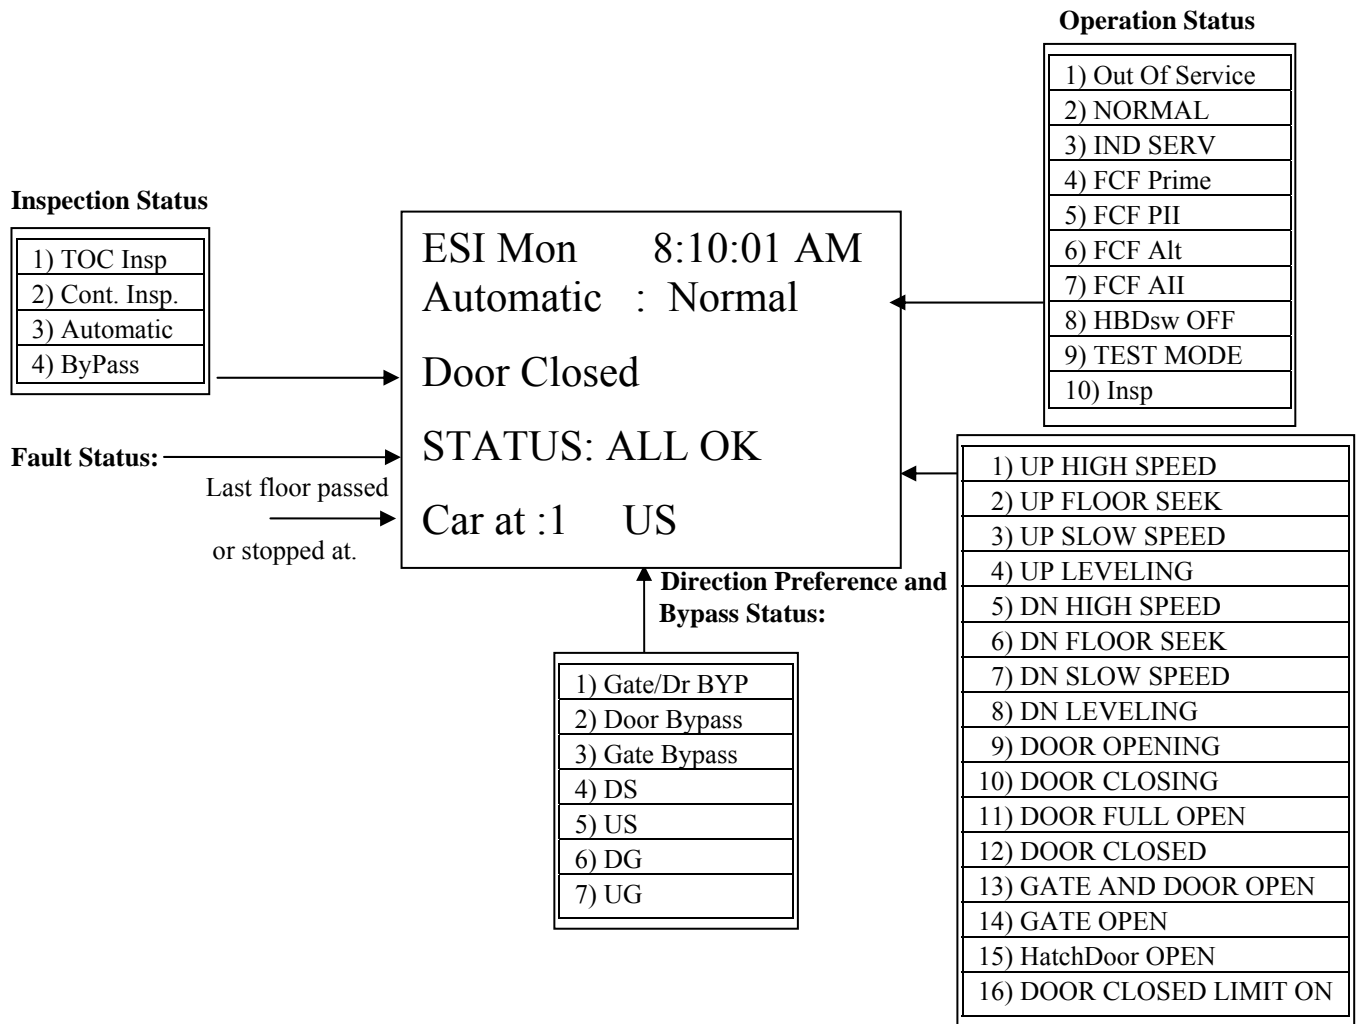 Operation Status
1) Out Of Service
2) NORMAL
3) IND SERV
4) FCF Prime
5) FCF PII
6) FCF Alt
7) FCF AII
8) HBDsw OFF
9) TEST MODE
10) Insp
Inspection Status
1) TOC Insp
2) Cont. Insp.
3) Automatic
4) ByPass
ESI Mon 8:10:01 AM
Automatic : Normal
Door Closed
STATUS: ALL OK
Car at :1 US
Fault Status:
Last floor passed
or stopped at.
Direction Preference and
Bypass Status:
1) Gate/Dr BYP
2) Door Bypass
3) Gate Bypass
4) DS
5) US
6) DG
7) UG
1) UP HIGH SPEED
2) UP FLOOR SEEK
3) UP SLOW SPEED
4) UP LEVELING
5) DN HIGH SPEED
6) DN FLOOR SEEK
7) DN SLOW SPEED
8) DN LEVELING
9) DOOR OPENING
10) DOOR CLOSING
11) DOOR FULL OPEN
12) DOOR CLOSED
13) GATE AND DOOR OPEN
14) GATE OPEN
15) HatchDoor OPEN
16) DOOR CLOSED LIMIT ON